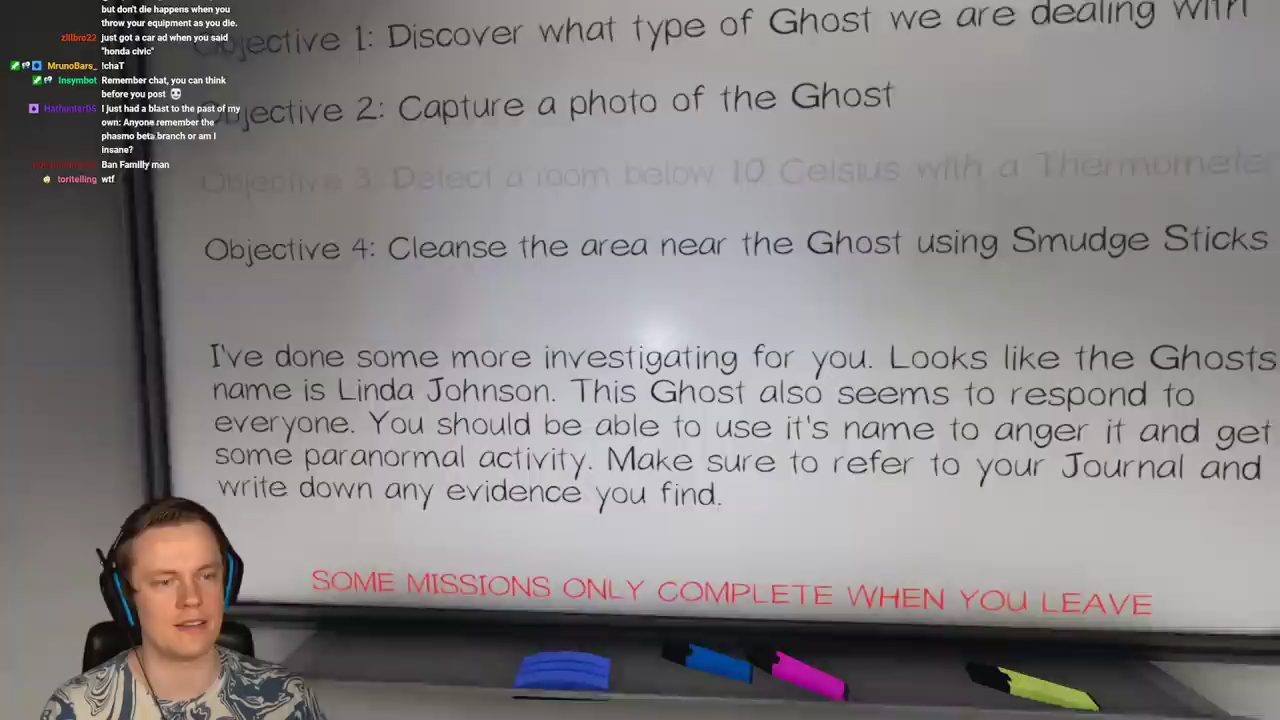 but don't die happens when you
throw your equipment as you die.
zlilbro22 just got a car ad when you said
"honda civic"
MrunoBars_ !chaT
Insymbot Remember chat, you can think
before you post
Hathunter05 I just had a blast to the past of my
own: Anyone remember the
phasmo beta branch or am I
insane?
Ban Familly man
toritelling wtf
Objective 1: Discover what type of Ghost we are dealing with
Objective 2: Capture a photo of the Ghost
Objective 3: Detect a room below 10 Celsius with a Thermometer
Objective 4: Cleanse the area near the Ghost using Smudge Sticks
I've done some more investigating for you. Looks like the Ghosts
name is Linda Johnson. This Ghost also seems to respond to
everyone. You should be able to use it's name to anger it and get
some paranormal activity. Make sure to refer to your Journal and
write down any evidence you find.
SOME MISSIONS ONLY COMPLETE WHEN YOU LEAVE